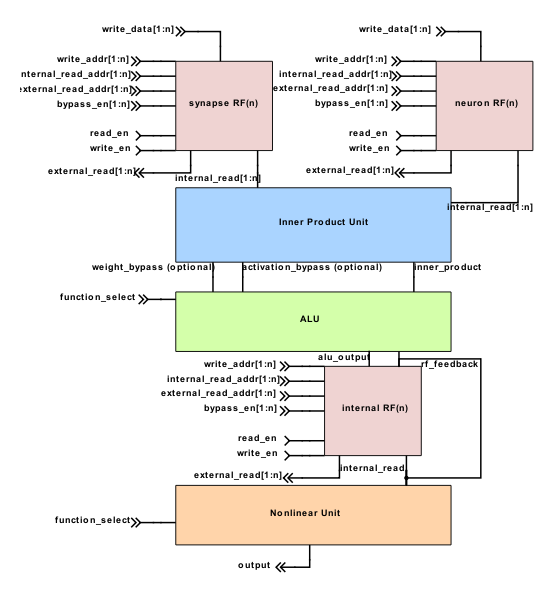 write_data[1:n]
write_data[1:n]
write_addr[1:n]
write_addr[1:n]
nternal_read_addr[1:n]
internal_read_addr[1:n]
external_read_addr[1:n]
external_read_addr[1:n]
synapse RF(n)
neuron RF(n)
bypass_en[1:n]
bypass_en[1:n]
read_en
read_en
write_en
write_en
external_read[1:n]
external_read[1:n]
internal_read[1:n]
internal_read[1:n]
Inner Product Unit
weight_bypass (optional)
activation_bypass (optional)
inner_product
function_select
ALU
alu_output
rf_feedback
write_addr[1:n]
internal_read_addr[1:n]
external_read_addr[1:n]
bypass_en[1:n]
internal RF(n)
read_en
write_en
internal_read
external_read[1:n]
Nonlinear Unit
function_select
output